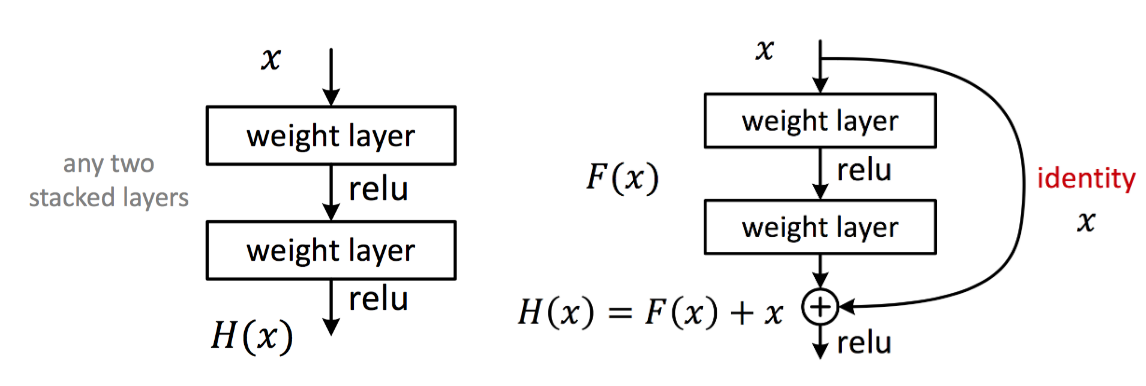 x
weight layer
any two
stacked layers
relu
weight layer
relu
H(x)
x
weight layer
relu
F(x)
identity
x
weight layer
H(x) = F(x) + x
+
relu